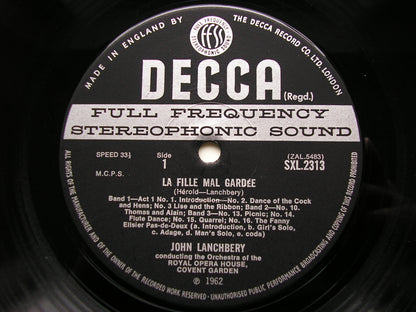 MADE IN ENGLAND BY
THE DECCA RECORD CO. LTD. LONDON
FULL FREQUENCY
ffss
STEREOPHONIC SOUND
DECCA (Regd.)
FULL FREQUENCY
STEREOPHONIC SOUND
SPEED 33⅓
Side
1
(ZAL.5483)
SXL.2313
M.C.P.S.
LA FILLE MAL GARDEE
(Hérold—Lanchbery)
Band 1—Act 1 No. 1. Introduction—No. 2. Dance of the Cock
and Hens; No. 3 Lise and the Ribbon; Band 2—No. 10.
Thomas and Alain; Band 3—No. 13. Picnic; No. 14.
Flute Dance; No. 15. Quarrel; No. 16. The Fanny
Elssler Pas-de-Deux (a. Introduction, b. Girl's Solo,
c. Adage, d. Man's Solo, e. coda)
JOHN LANCHBERY
conducting the Orchestra of the
ROYAL OPERA HOUSE,
COVENT GARDEN
℗ 1962
ALL RIGHTS OF THE MANUFACTURER AND OF THE OWNER OF THE RECORDED WORK RESERVED · UNAUTHORISED PUBLIC PERFORMANCE BROADCASTING AND COPYING OF THIS RECORD PROHIBITED